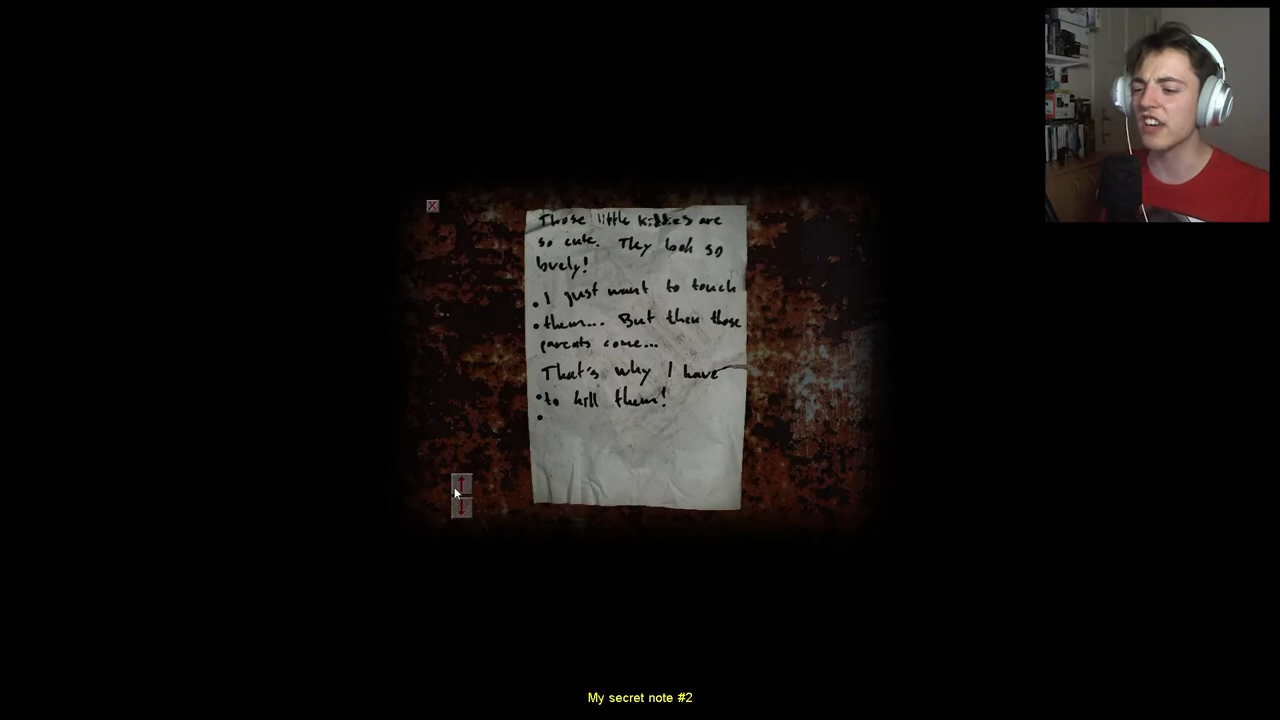 Those little kitties are
so cute. They look so
lovely!
I just want to touch
them... But then those
parents come...
That's why I have
to kill them!
My secret note #2